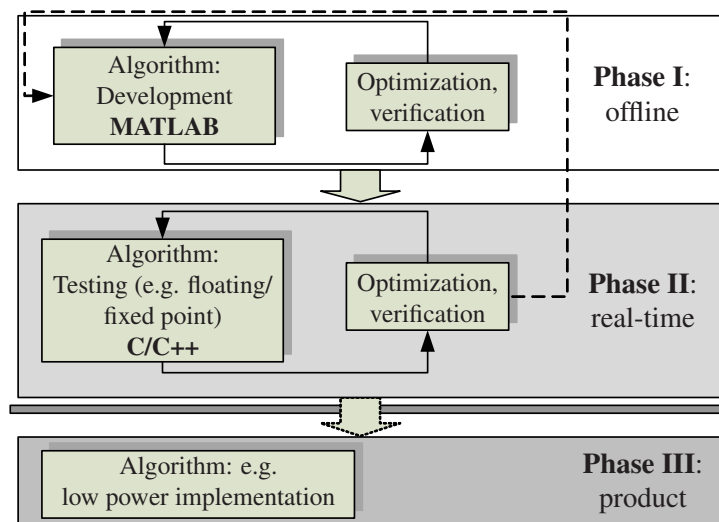 Algorithm:
Development
MATLAB
Optimization,
verification
Phase I:
offline
Algorithm:
Testing (e.g. floating/
fixed point)
C/C++
Optimization,
verification
Phase II:
real-time
Algorithm: e.g.
low power implementation
Phase III:
product